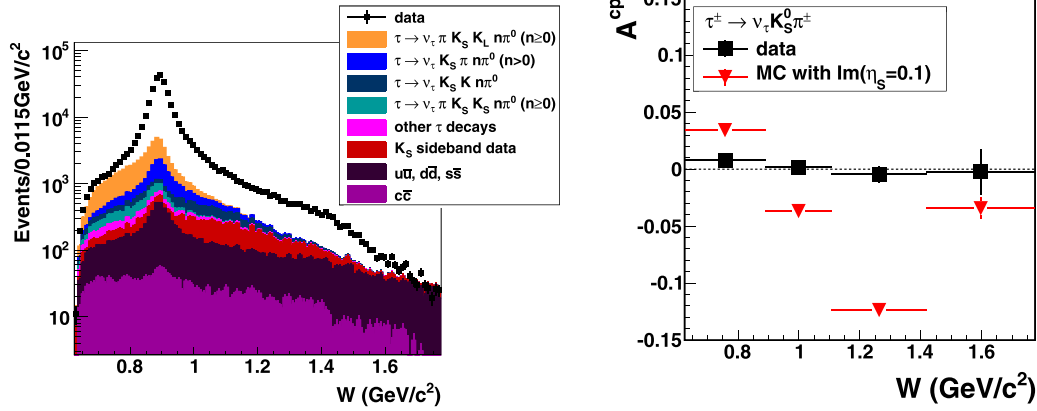 data
τ → ν_τ π K_S K_L nπ⁰ (n≥0)
τ → ν_τ K_S π nπ⁰ (n>0)
τ → ν_τ K_S K nπ⁰
τ → ν_τ π K_S K_S nπ⁰ (n≥0)
other τ decays
K_S sideband data
uū, dd̄, ss̄
cc̄
Events/0.0115GeV/c²
10⁵
10⁴
10³
10²
10
0.8 1 1.2 1.4 1.6
W (GeV/c²)
A^cp
0.15
0.05
0
-0.05
-0.1
-0.15
τ^± → ν_τ K_S^0 π^±
data
MC with Im(η_S=0.1)
0.8 1 1.2 1.4 1.6
W (GeV/c²)